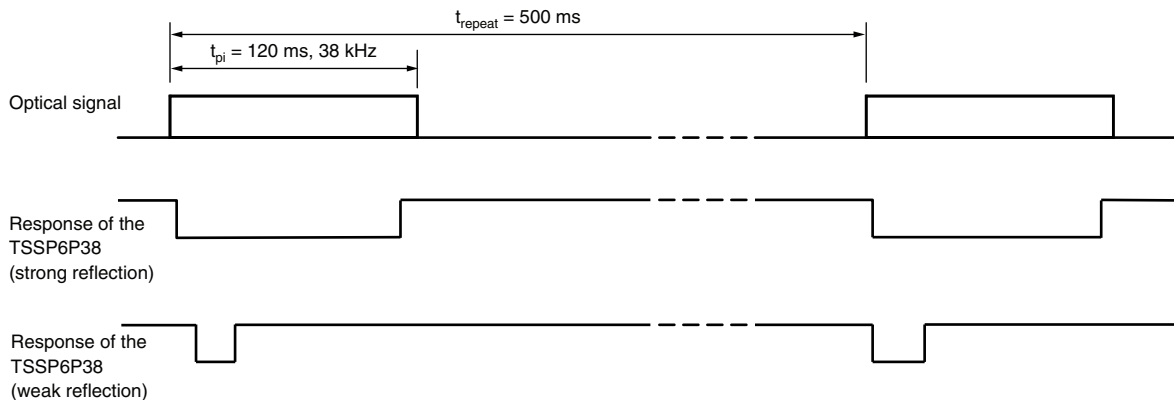 t_repeat = 500 ms
t_pi = 120 ms, 38 kHz
Optical signal
Response of the
TSSP6P38
(strong reflection)
Response of the
TSSP6P38
(weak reflection)